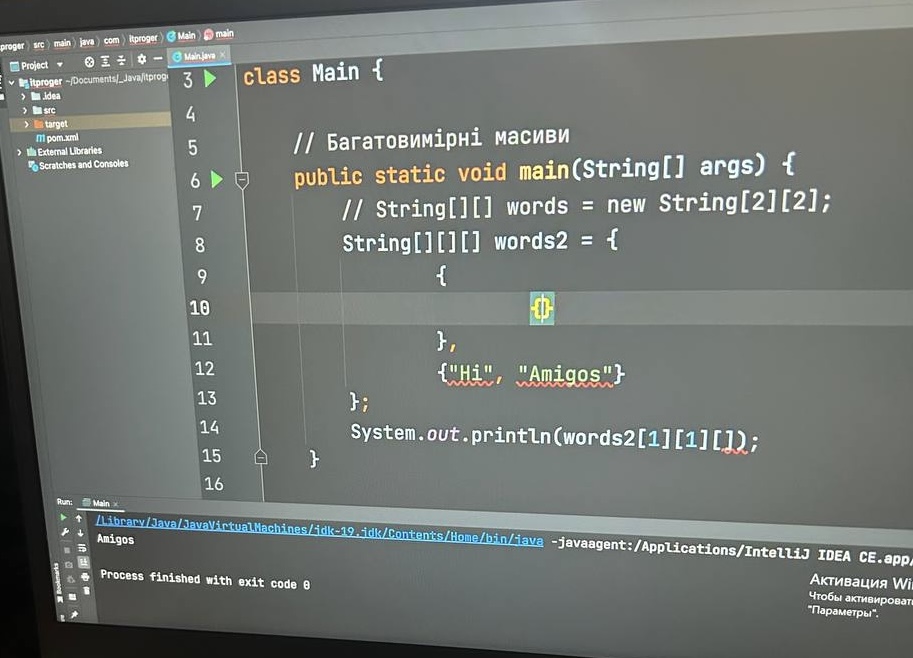 proger src main java com itproger Main main
Project
Main.java
itproger ~/Documents/_Java/itprog
.idea
src
target
pom.xml
External Libraries
Scratches and Consoles
3 class Main {
4
5 // Багатовимірні масиви
6 public static void main(String[] args) {
7 // String[][] words = new String[2][2];
8 String[][][] words2 = {
9 {
10 {}
11 },
12 {"Hi", "Amigos"}
13 };
14 System.out.println(words2[1][1][]);
15 }
16
Run: Main
/Library/Java/JavaVirtualMachines/jdk-19.jdk/Contents/Home/bin/java -javaagent:/Applications/IntelliJ IDEA CE.app/
Amigos
Process finished with exit code 0
Активация Wi
Чтобы активировать
"Параметры".
Bookmarks